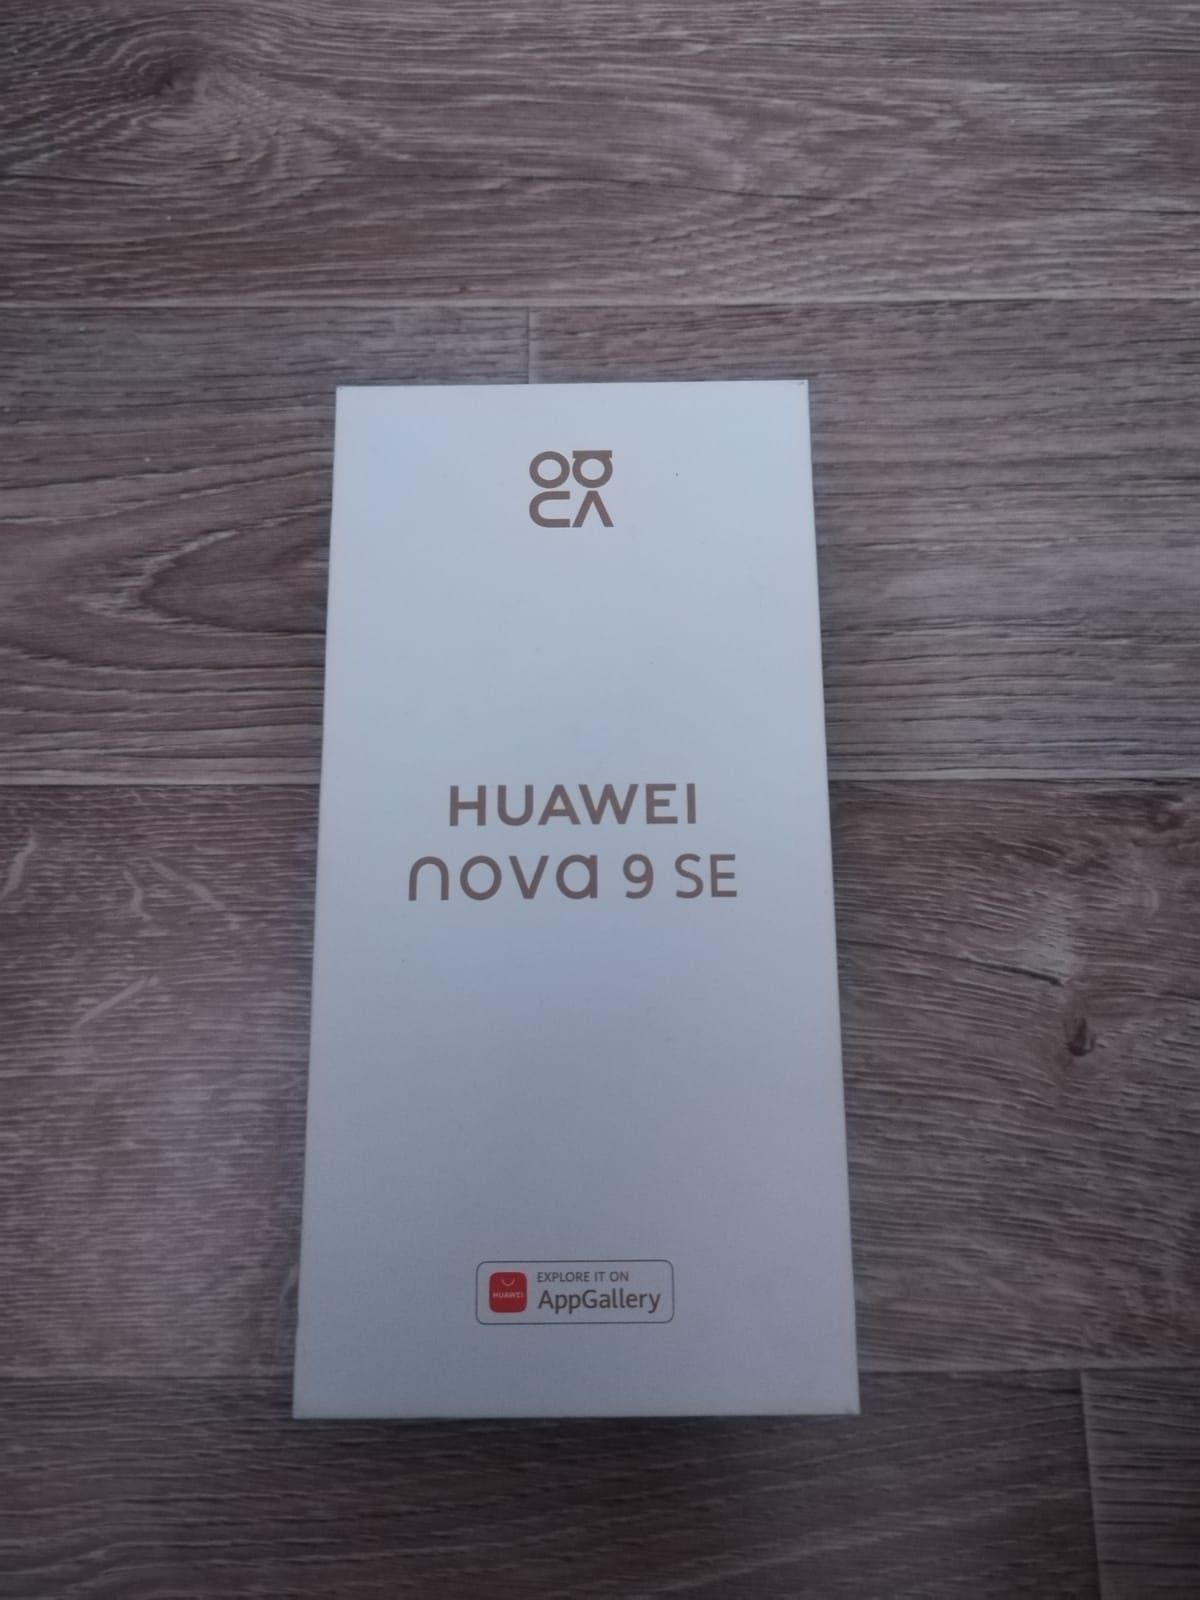 HUAWEI
nova 9 SE
HUAWEI
EXPLORE IT ON
AppGallery